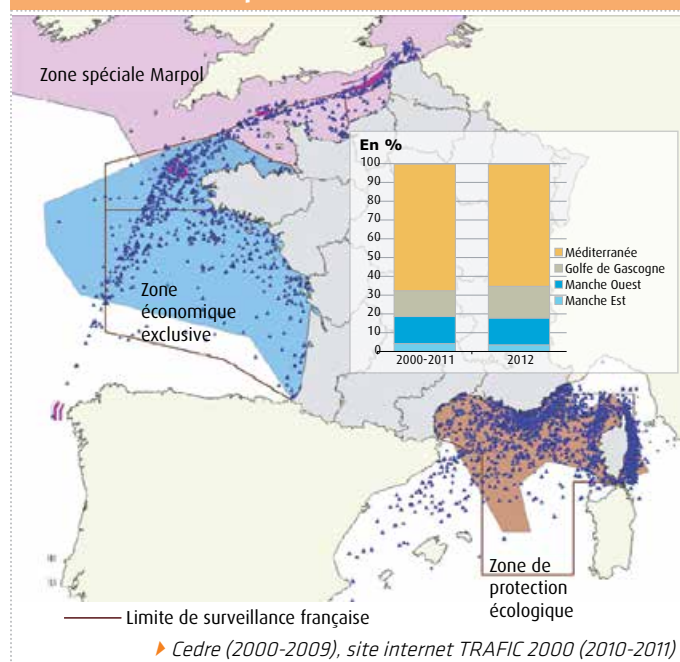 Zone spéciale Marpol
En %
100
90
80
70
60
50
40
30
20
10
0
2000-2011
2012
Méditerranée
Golfe de Gascogne
Manche Ouest
Manche Est
Zone
économique
exclusive
Zone de
protection
écologique
Limite de surveillance française
Cedre (2000-2009), site internet TRAFIC 2000 (2010-2011)